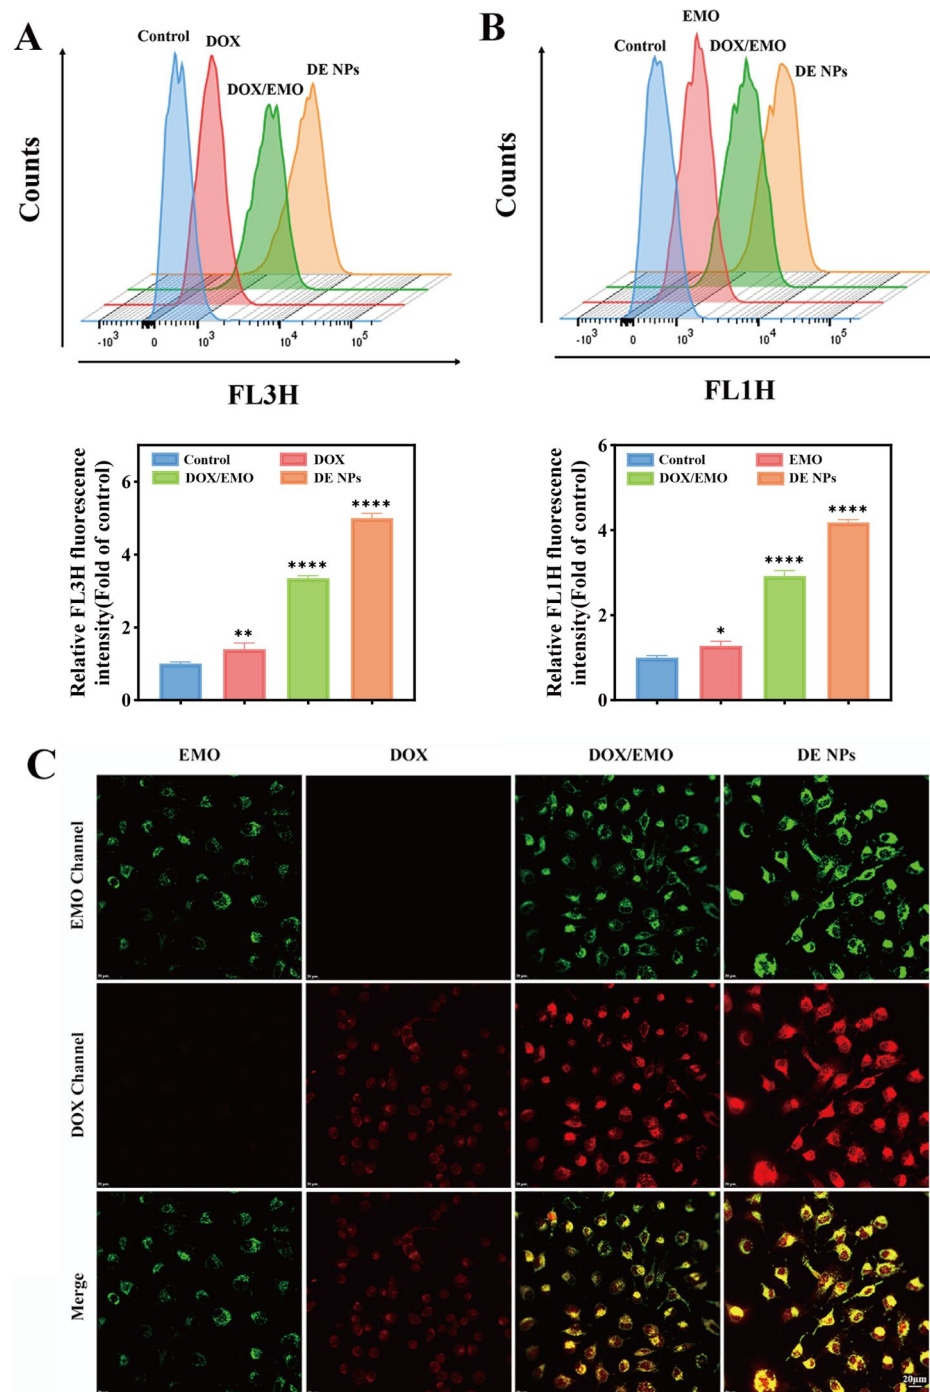 A
Control
DOX
DOX/EMO
DE NPs
Counts
-10³ 0 10³ 10⁴ 10⁵
FL3H
B
EMO
Control
DOX/EMO
DE NPs
Counts
-10³ 0 10³ 10⁴ 10⁵
FL1H
Relative FL3H fluorescence
intensity(Fold of control)
Control DOX
DOX/EMO DE NPs
6
4
2
0
**
****
****
Relative FL1H fluorescence
intensity(Fold of control)
Control EMO
DOX/EMO DE NPs
6
4
2
0
*
****
****
C
EMO DOX DOX/EMO DE NPs
EMO Channel
DOX Channel
Merge
20μm